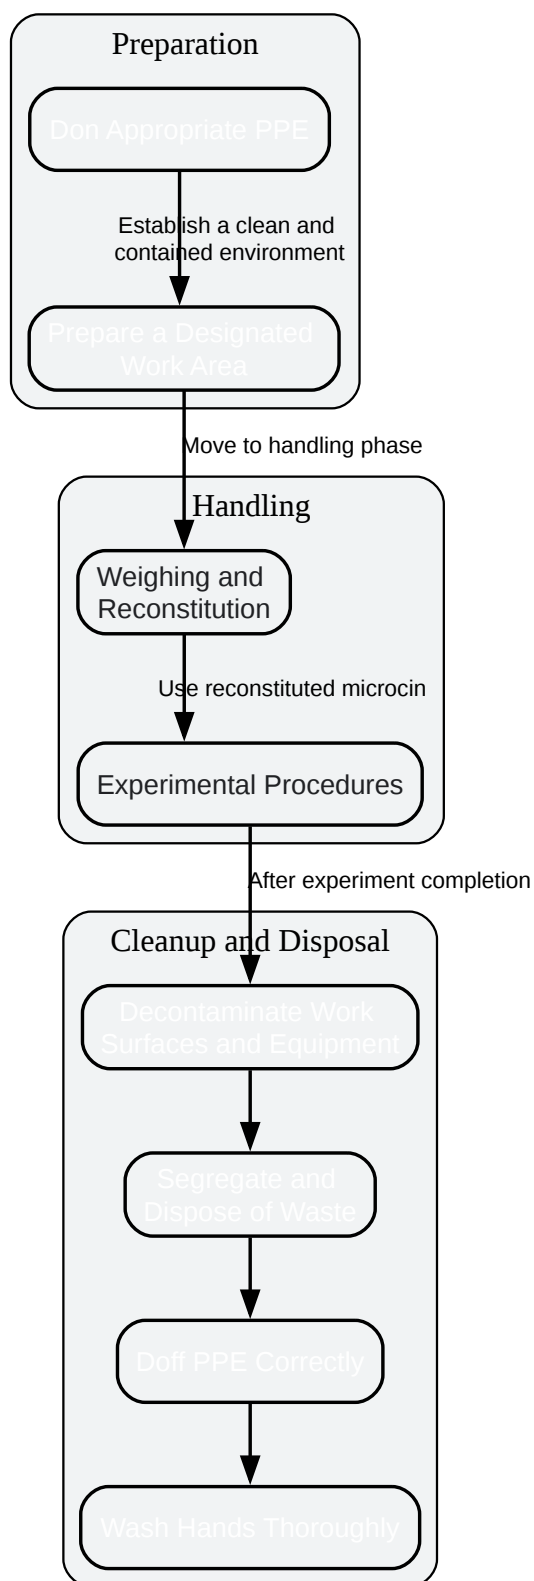 Preparation
Don Appropriate PPE
Establish a clean and
contained environment
Prepare a Designated
Work Area
Move to handling phase
Handling
Weighing and
Reconstitution
Use reconstituted microcin
Experimental Procedures
After experiment completion
Cleanup and Disposal
Decontaminate Work
Surfaces and Equipment
Segregate and
Dispose of Waste
Doff PPE Correctly
Wash Hands Thoroughly